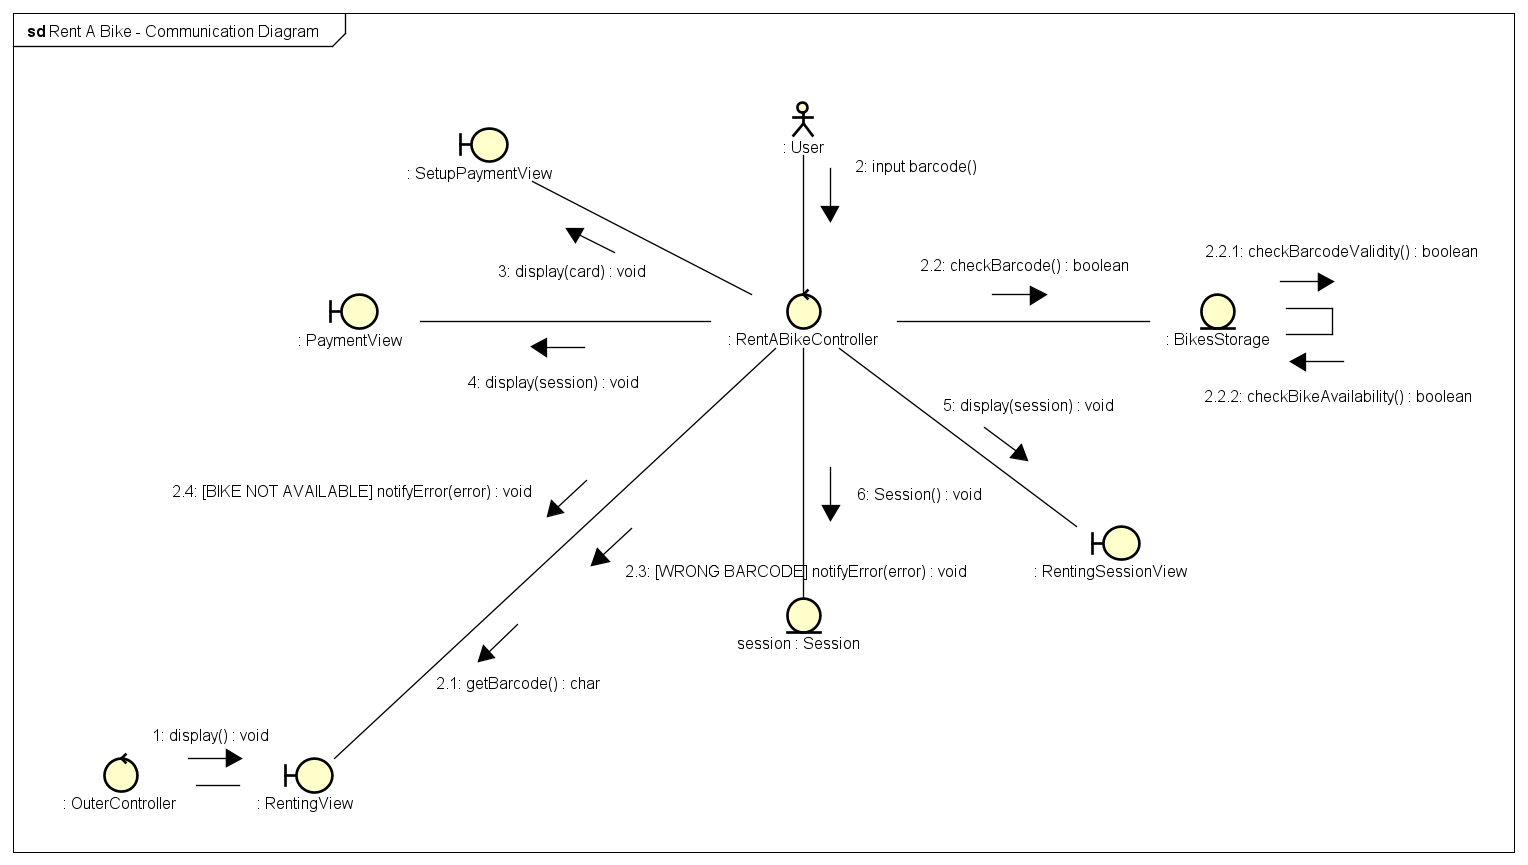 sd Rent A Bike - Communication Diagram
: User
2: input barcode()
: SetupPaymentView
3: display(card) : void
2.2: checkBarcode() : boolean
2.2.1: checkBarcodeValidity() : boolean
: PaymentView
: RentABikeController
: BikesStorage
4: display(session) : void
5: display(session) : void
2.2.2: checkBikeAvailability() : boolean
2.4: [BIKE NOT AVAILABLE] notifyError(error) : void
6: Session() : void
2.3: [WRONG BARCODE] notifyError(error) : void
: RentingSessionView
session : Session
2.1: getBarcode() : char
1: display() : void
: OuterController
: RentingView